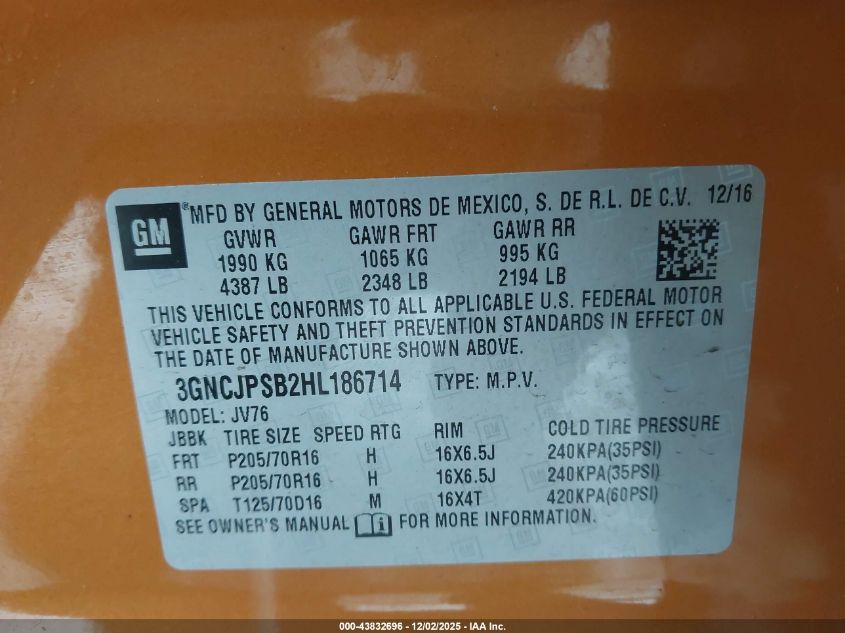 GM
®MFD BY GENERAL MOTORS DE MEXICO, S. DE R.L. DE C.V. 12/16
GVWR GAWR FRT GAWR RR
1990 KG 1065 KG 995 KG
4387 LB 2348 LB 2194 LB
THIS VEHICLE CONFORMS TO ALL APPLICABLE U.S. FEDERAL MOTOR
VEHICLE SAFETY AND THEFT PREVENTION STANDARDS IN EFFECT ON
THE DATE OF MANUFACTURE SHOWN ABOVE.
3GNCJPSB2HL186714 TYPE: M.P.V.
MODEL: JV76
JBBK TIRE SIZE SPEED RTG RIM COLD TIRE PRESSURE
FRT P205/70R16 H 16X6.5J 240KPA(35PSI)
RR P205/70R16 H 16X6.5J 240KPA(35PSI)
SPA T125/70D16 M 16X4T 420KPA(60PSI)
SEE OWNER'S MANUAL FOR MORE INFORMATION.
000-43832696 - 12/02/2025 - IAA Inc.